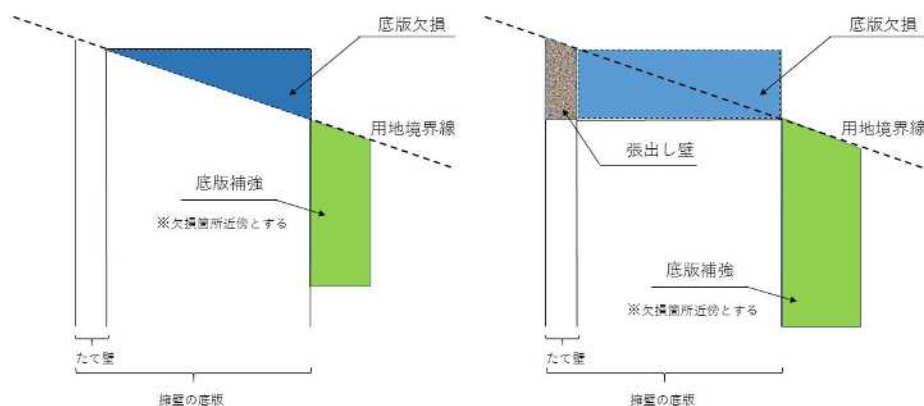 底版欠損
用地境界線
底版補強
※欠損箇所近傍とする
たて壁
擁壁の底版
底版欠損
用地境界線
張出し壁
底版補強
※欠損箇所近傍とする
たて壁
擁壁の底版